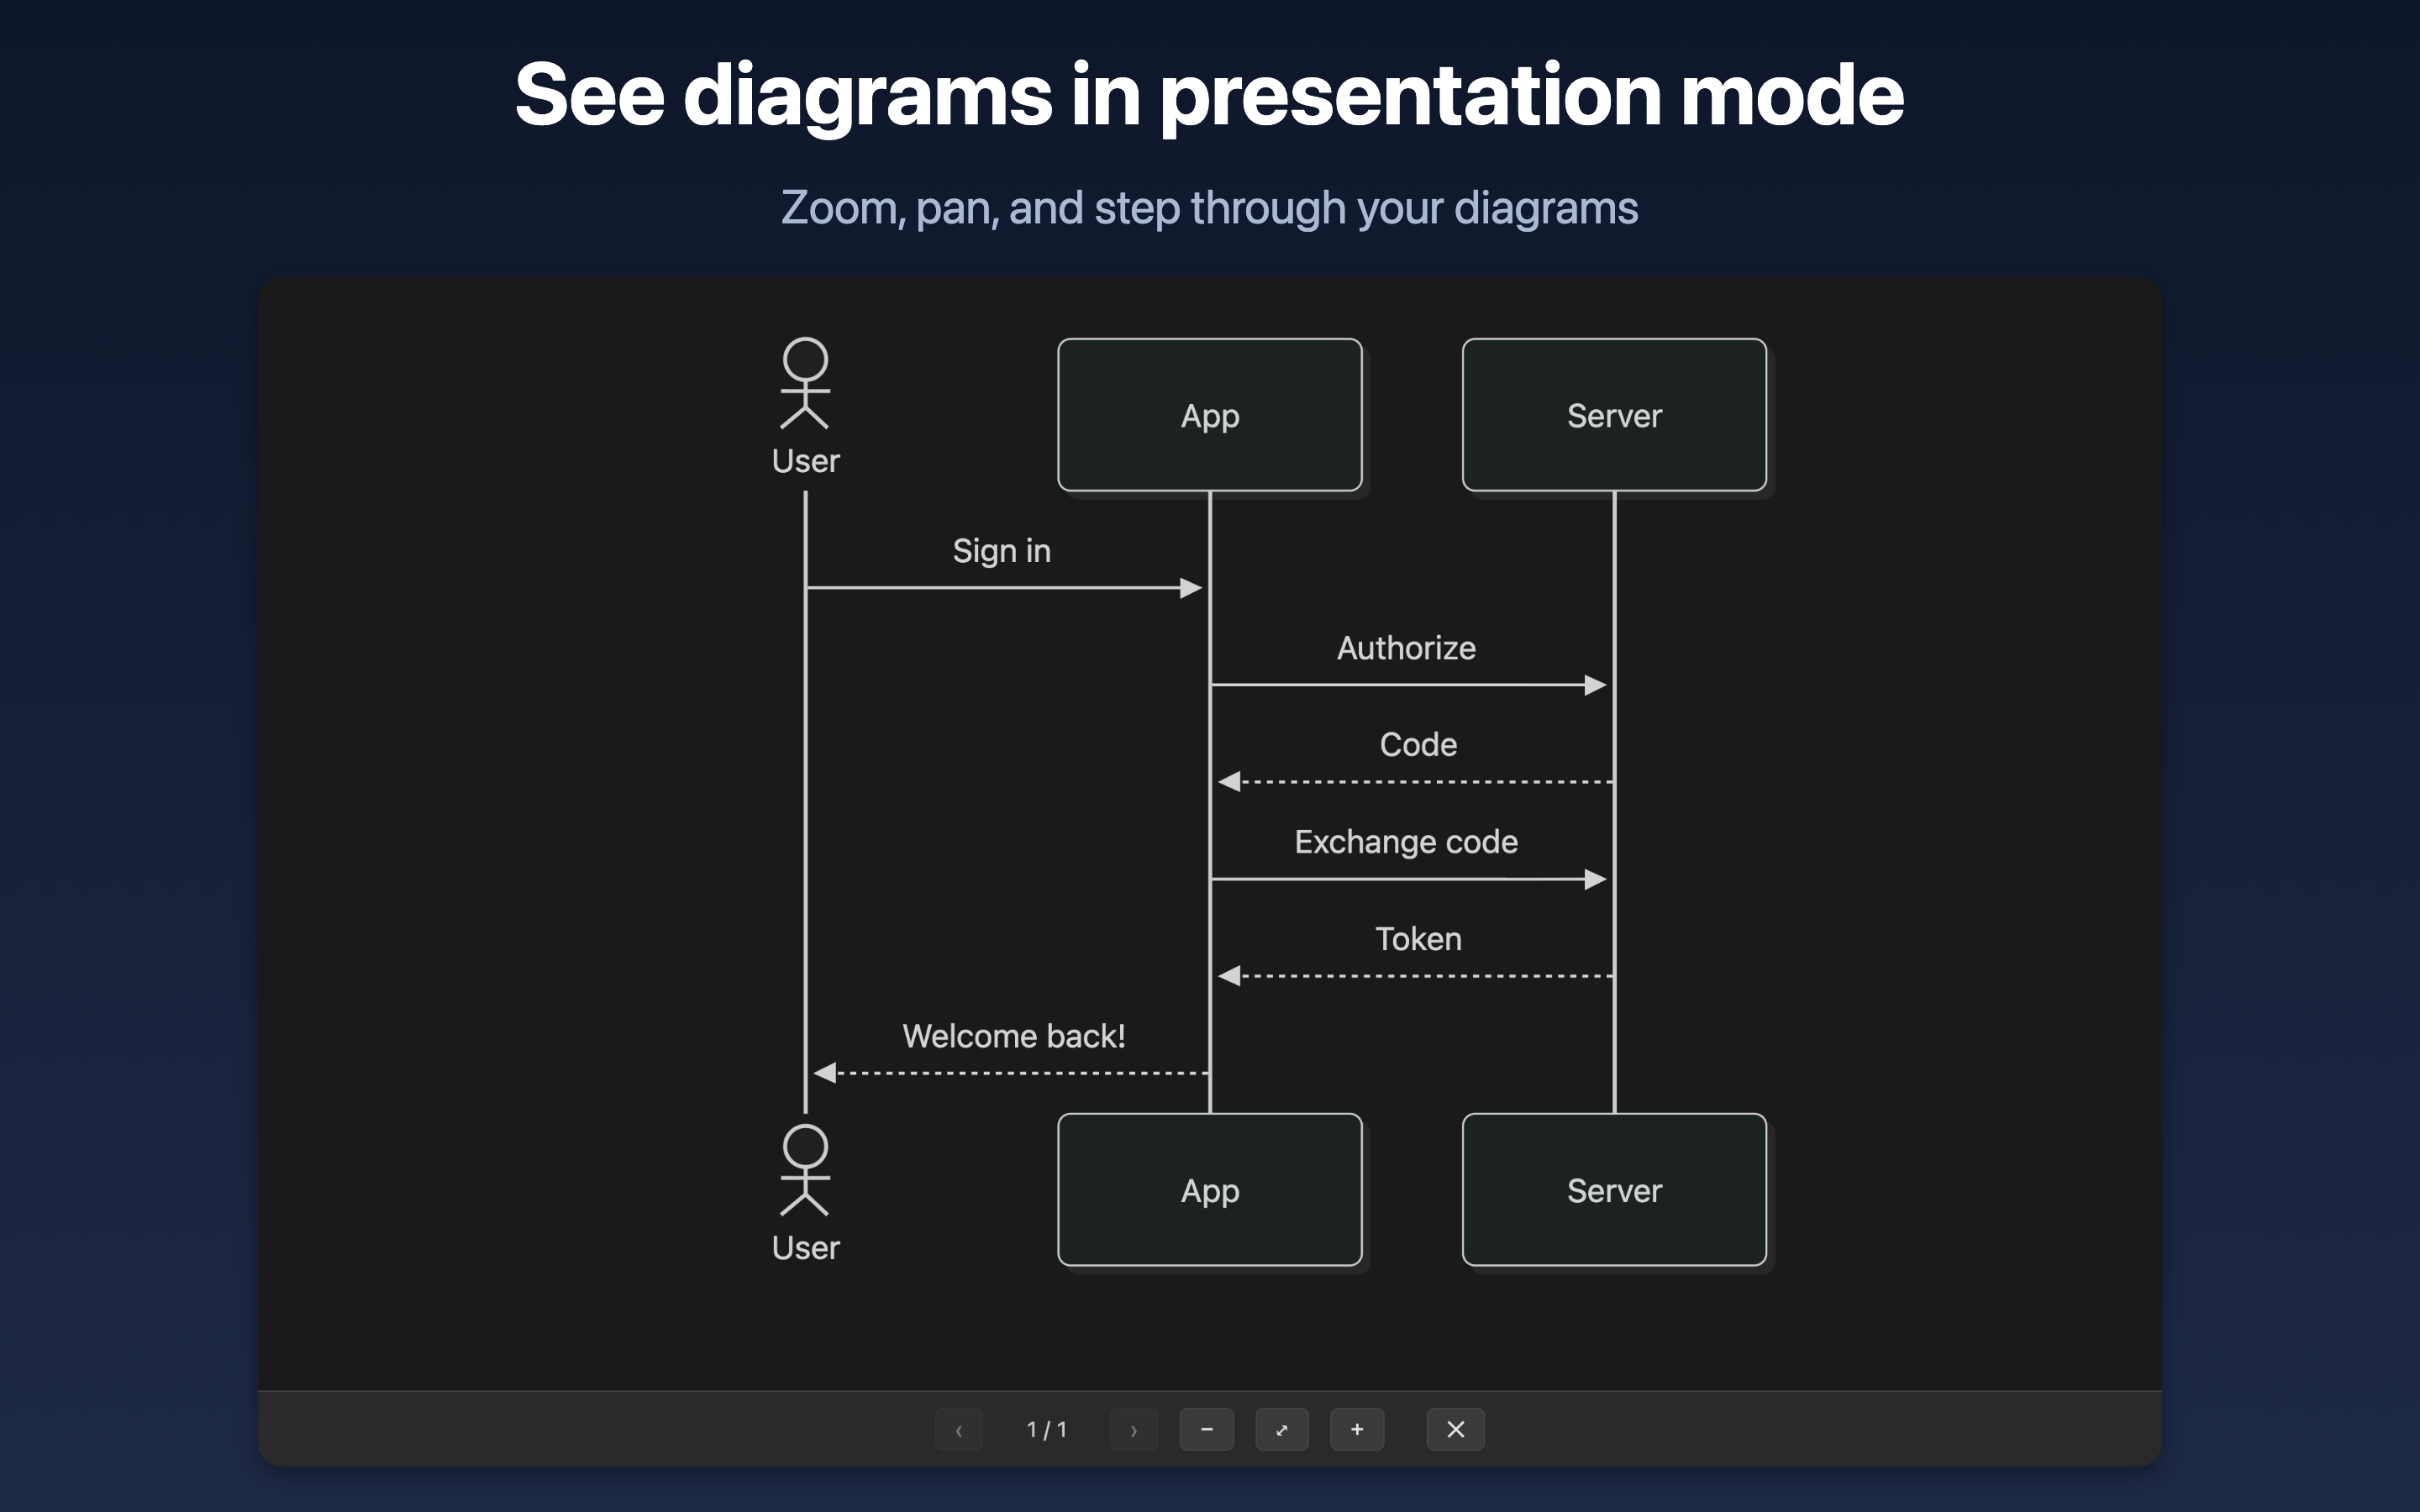 See diagrams in presentation mode
Zoom, pan, and step through your diagrams
User
App
Server
Sign in
Authorize
Code
Exchange code
Token
Welcome back!
User
App
Server
1 / 1